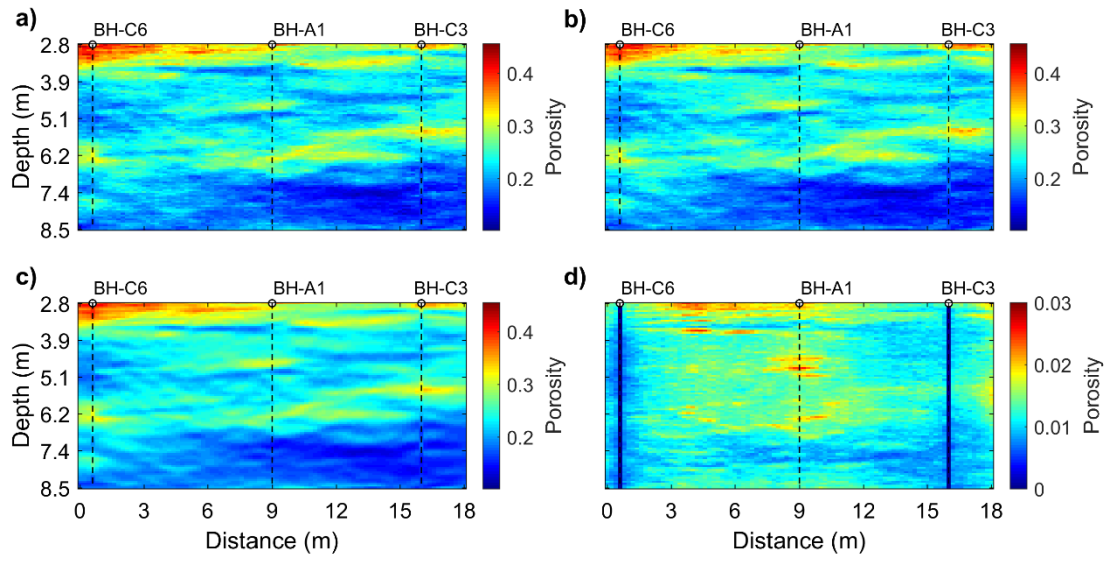 a)
BH-C6 BH-A1 BH-C3
2.8
3.9
5.1
6.2
7.4
8.5
Depth (m)
0.4
0.3
0.2
Porosity
b)
BH-C6 BH-A1 BH-C3
0.4
0.3
0.2
Porosity
c)
BH-C6 BH-A1 BH-C3
2.8
3.9
5.1
6.2
7.4
8.5
Depth (m)
0 3 6 9 12 15 18
Distance (m)
0.4
0.3
0.2
Porosity
d)
BH-C6 BH-A1 BH-C3
0 3 6 9 12 15 18
Distance (m)
0.03
0.02
0.01
0
Porosity